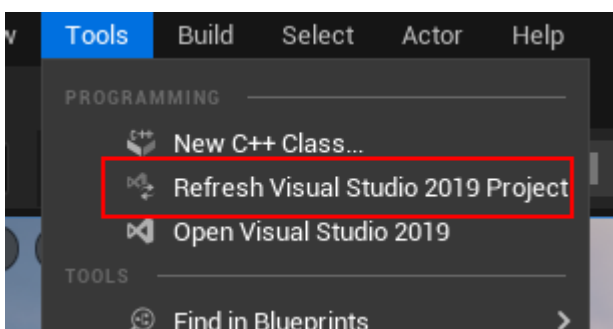 Tools Build Select Actor Help
PROGRAMMING
C++ New C++ Class...
Refresh Visual Studio 2019 Project
Open Visual Studio 2019
TOOLS
Find in Blueprints